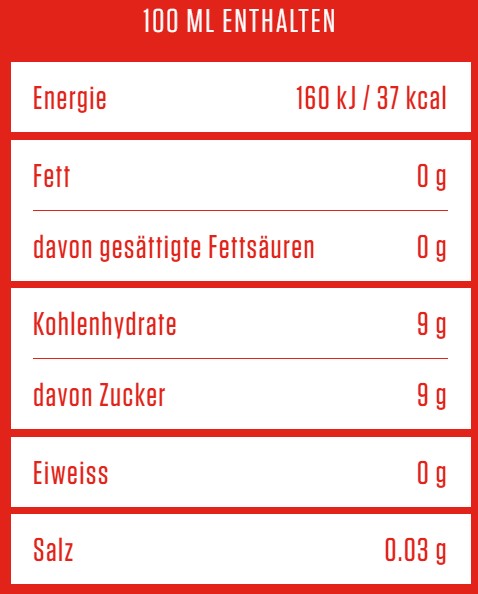 100 ML ENTHALTEN
Energie 160 kJ / 37 kcal
Fett 0 g
davon gesättigte Fettsäuren 0 g
Kohlenhydrate 9 g
davon Zucker 9 g
Eiweiss 0 g
Salz 0.03 g